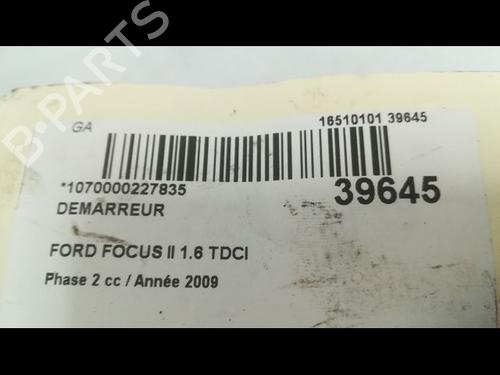 B-PARTS
GA
16510101 39645
*1070000227835
39645
DEMARREUR
FORD FOCUS II 1.6 TDCI
Phase 2 cc / Année 2009